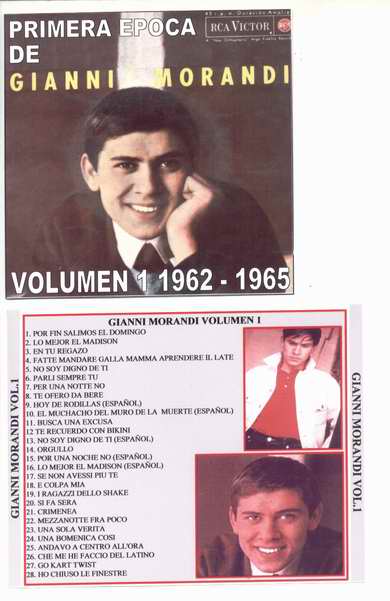 45 r.p.m. Duracion Amplia
RCA VICTOR
A "New Orthophonic" High Fidelity Recording
PRIMERA EPOCA
DE
GIANNI MORANDI
VOLUMEN 1 1962 - 1965
GIANNI MORANDI VOLUMEN 1
GIANNI MORANDI VOL.1
1. POR FIN SALIMOS EL DOMINGO
2. LO MEJOR EL MADISON
3. EN TU REGAZO
4. FATTE MANDARE GALLA MAMMA APRENDERE IL LATE
5. NO SOY DIGNO DE TI
6. PARLI SEMPRE TU
7. PER UNA NOTTE NO
8. TE OFERO DA BERE
9. HOY DE RODILLAS (ESPAÑOL)
10. EL MUCHACHO DEL MURO DE LA MUERTE (ESPAÑOL)
11. BUSCA UNA EXCUSA
12 TE RECUERDO CON BIKINI
13. NO SOY DIGNO DE TI (ESPAÑOL)
14. ORGULLO
15. POR UNA NOCHE NO (ESPAÑOL)
16. LO MEJOR EL MADISON (ESPAÑOL)
17. SE NON AVESSI PIU TE
18. E COLPA MIA
19. I RAGAZZI DELLO SHAKE
20. SI FA SERA
21. CRIMENEA
22. MEZZANOTTE FRA POCO
23. UNA SOLA VERITA
24. UNA BOMENICA COSI
25. ANDAVO A CENTRO ALL'ORA
26. CHE ME HE FACCIO DEL LATINO
27. GO KART TWIST
28. HO CHIUSO LE FINESTRE
GIANNI MORANDI VOL.1